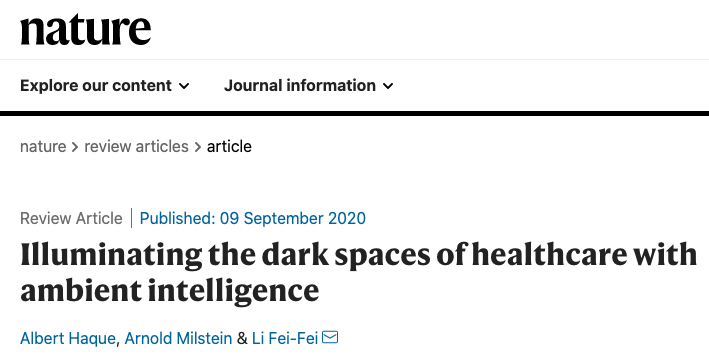 nature
Explore our content Journal information
nature > review articles > article
Review Article | Published: 09 September 2020
Illuminating the dark spaces of healthcare with
ambient intelligence
Albert Haque, Arnold Milstein & Li Fei-Fei